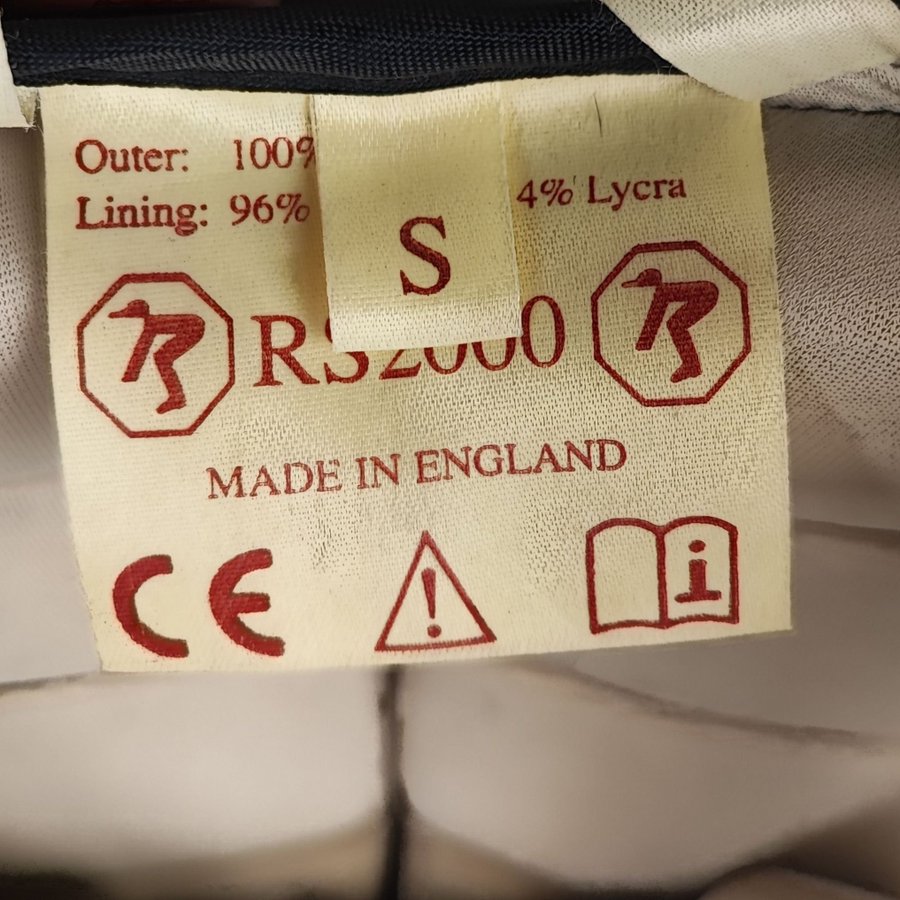 Outer: 100%
Lining: 96% 4% Lycra
S
RS2000
MADE IN ENGLAND
CE
!
i